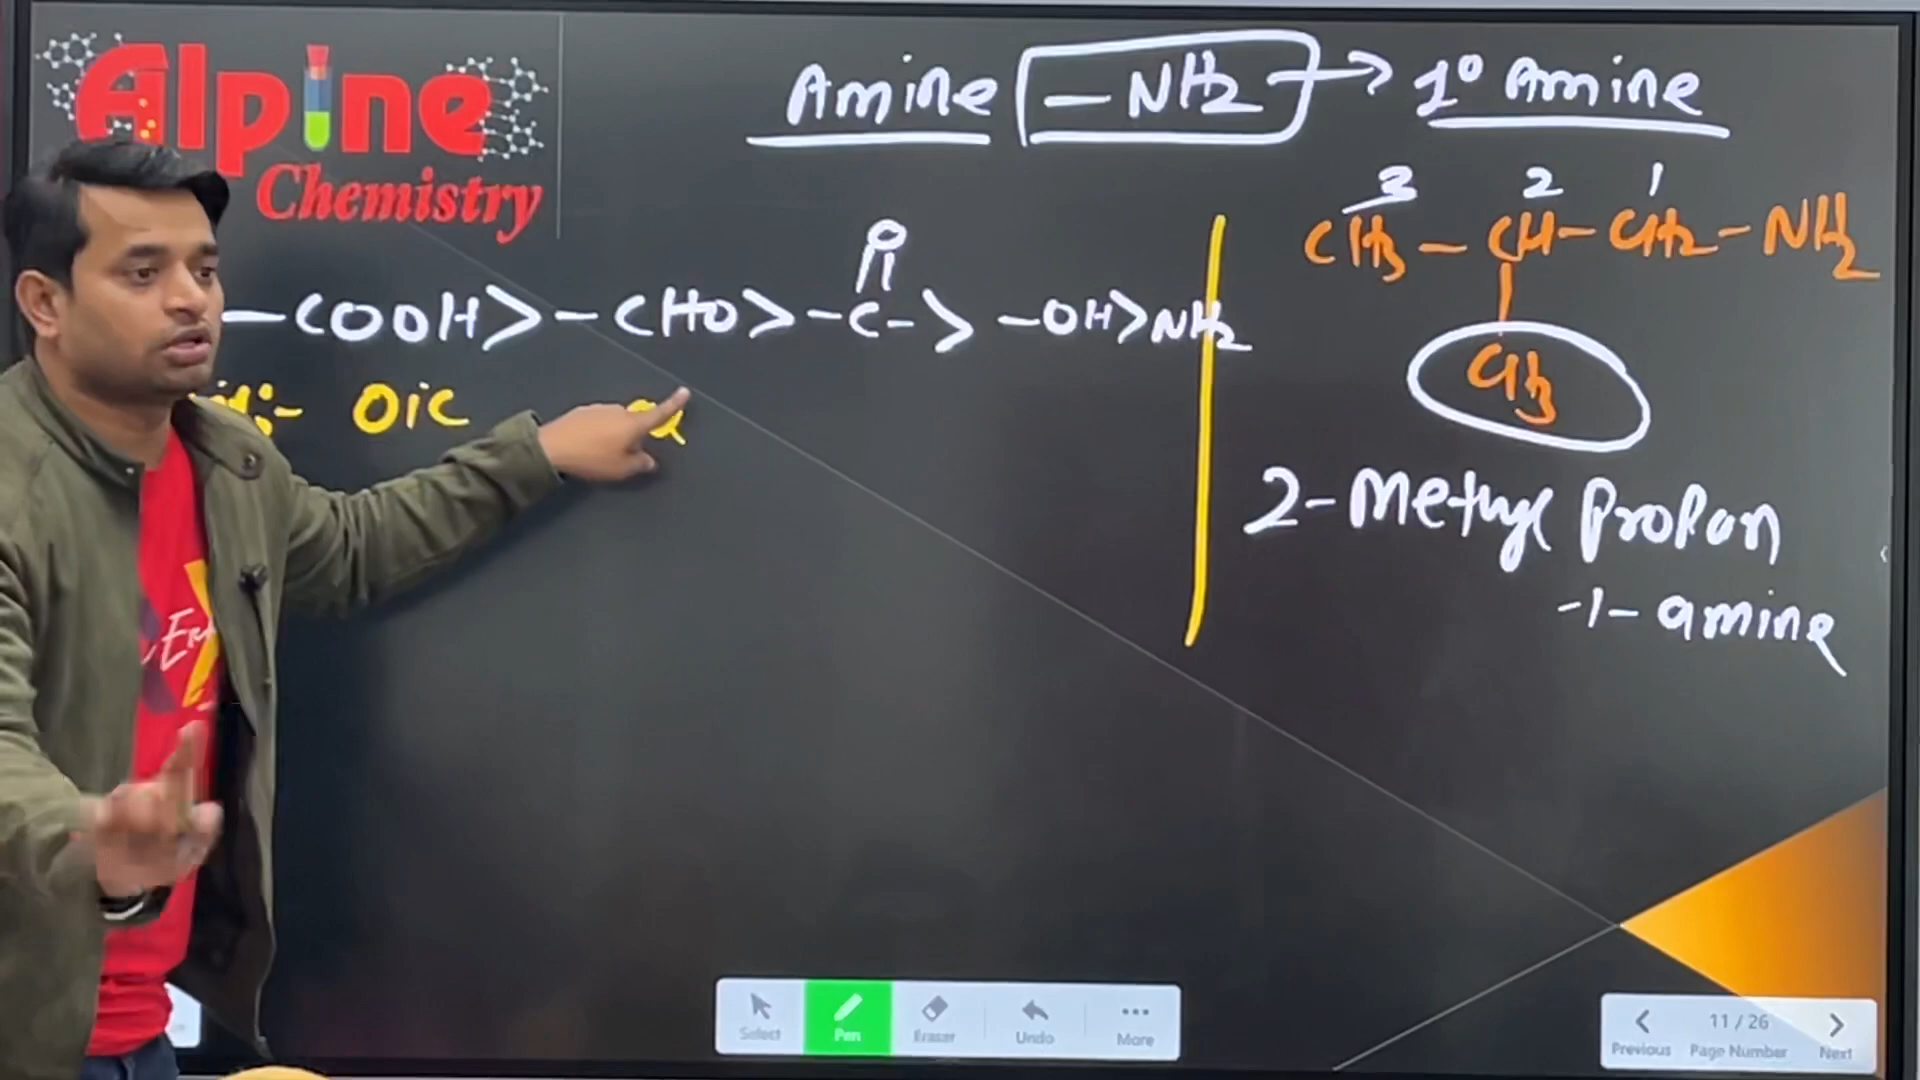 Alpine
Chemistry
Amine -NH2 → 1° Amine
3 2 1
CH3-CH-CH2-NH2
CH3
O
-COOH> -CHO> -C- > -OH>NH2
:- Oic
2-Methyl Propan
-1-amine
Select Pen Eraser Undo More
11 / 26
Previous Page Number Next